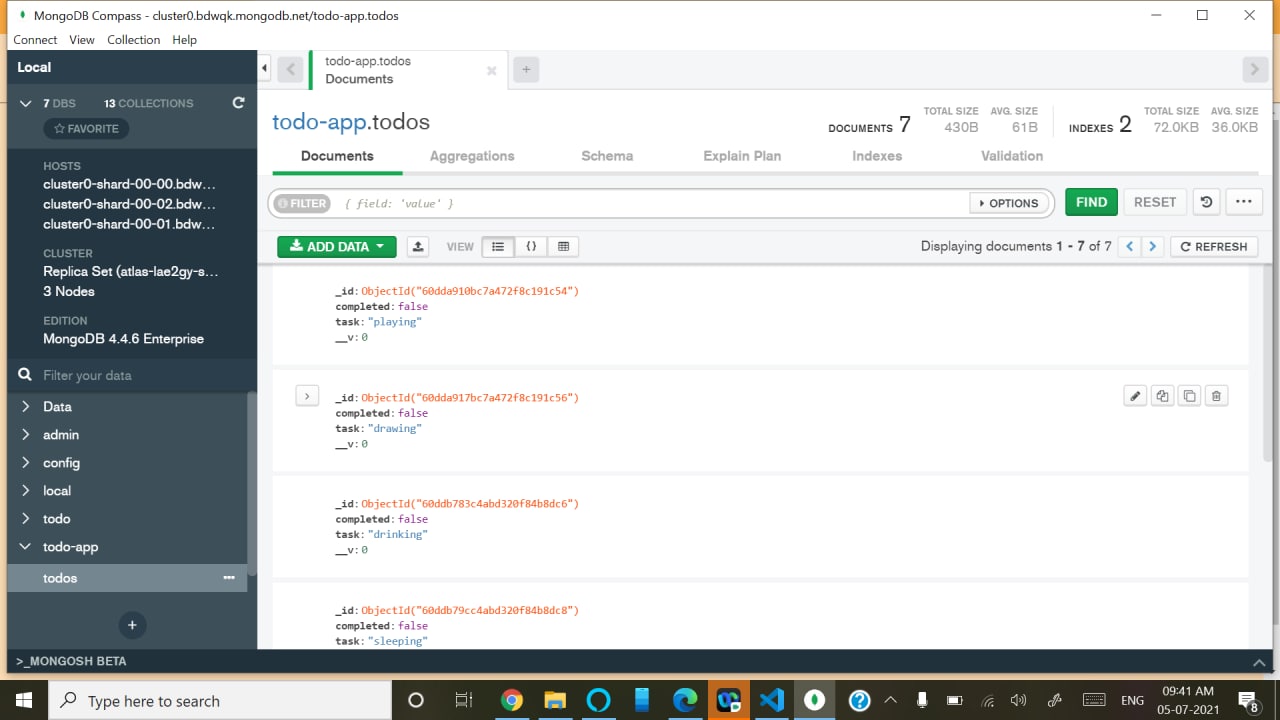 MongoDB Compass - cluster0.bdwqk.mongodb.net/todo-app.todos
Connect View Collection Help
Local
7 DBS 13 COLLECTIONS
FAVORITE
HOSTS
cluster0-shard-00-00.bdw...
cluster0-shard-00-02.bdw...
cluster0-shard-00-01.bdw...
CLUSTER
Replica Set (atlas-lae2gy-s...
3 Nodes
EDITION
MongoDB 4.4.6 Enterprise
Filter your data
Data
admin
config
local
todo
todo-app
todos
>_MONGOSH BETA
todo-app.todos
Documents
todo-app.todos
DOCUMENTS 7 TOTAL SIZE 430B AVG. SIZE 61B INDEXES 2 TOTAL SIZE 72.0KB AVG. SIZE 36.0KB
Documents Aggregations Schema Explain Plan Indexes Validation
FILTER { field: 'value' } OPTIONS FIND RESET
ADD DATA VIEW Displaying documents 1 - 7 of 7 REFRESH
_id: ObjectId("60dda910bc7a472f8c191c54")
completed: false
task: "playing"
__v: 0
_id: ObjectId("60dda917bc7a472f8c191c56")
completed: false
task: "drawing"
__v: 0
_id: ObjectId("60ddb783c4abd320f84b8dc6")
completed: false
task: "drinking"
__v: 0
_id: ObjectId("60ddb79cc4abd320f84b8dc8")
completed: false
task: "sleeping"
Type here to search
ENG
09:41 AM
05-07-2021
8